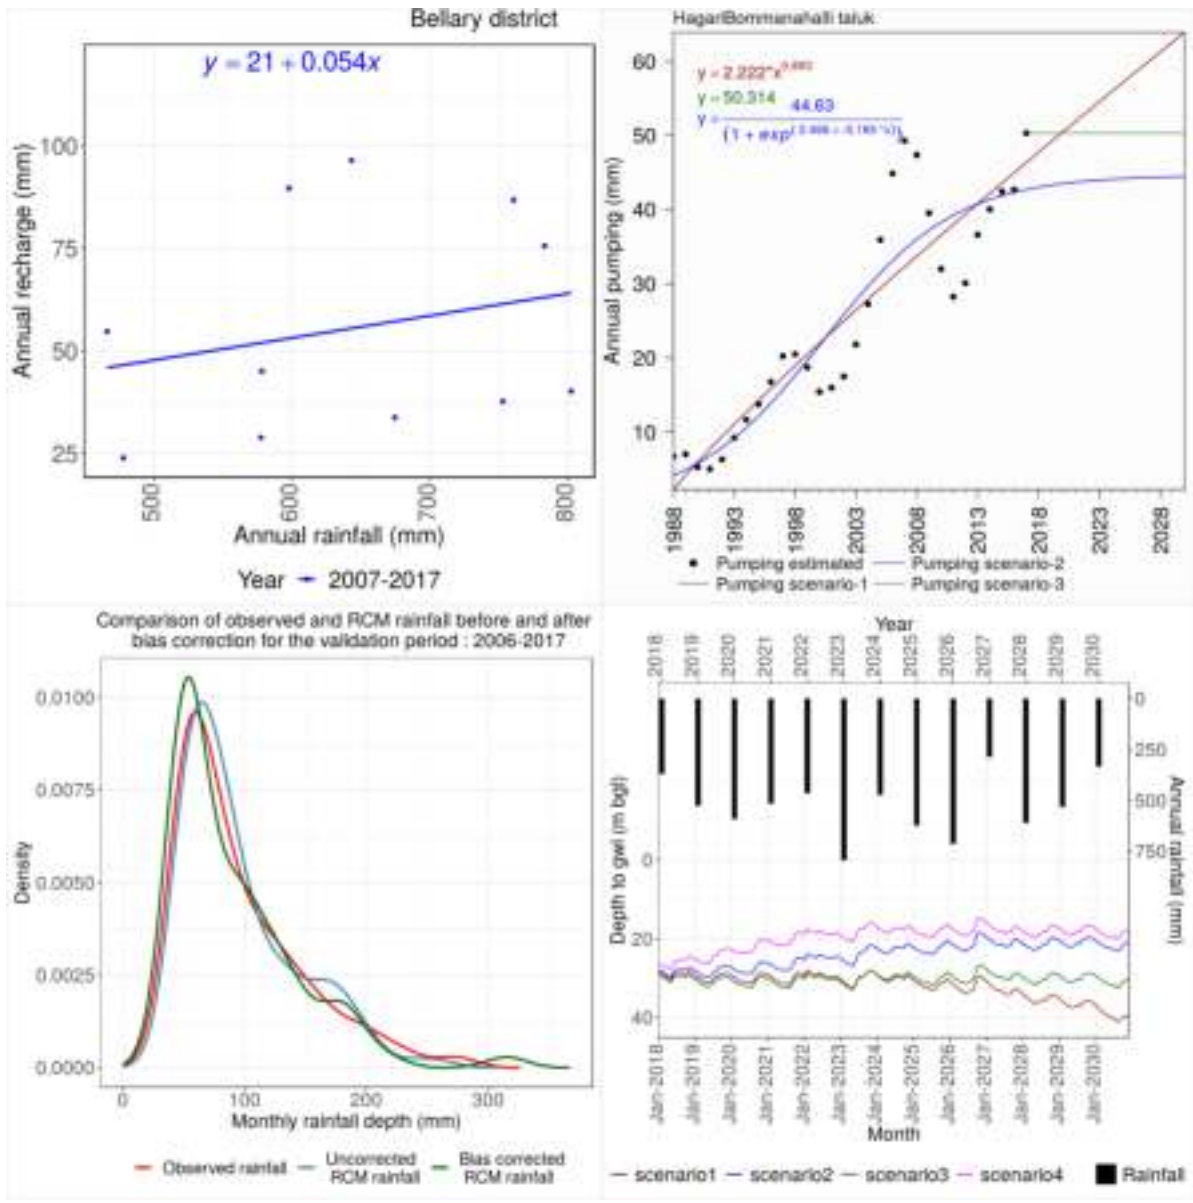 Bellary district
y = 21 + 0.054x
Annual recharge (mm)
100
75
50
25
500
600
700
800
Annual rainfall (mm)
Year 2007-2017
HagariBommanahalli taluk
y = 50.314
44.63
Annual pumping (mm)
60
50
40
30
20
10
1988
1993
1998
2003
2008
2013
2018
2023
2028
Pumping estimated
Pumping scenario-2
Pumping scenario-1
Pumping scenario-3
Comparison of observed and RCM rainfall before and after
bias correction for the validation period : 2006-2017
Density
0.0100
0.0075
0.0050
0.0025
0.0000
0
100
200
300
Monthly rainfall depth (mm)
Observed rainfall
Uncorrected
RCM rainfall
Bias corrected
RCM rainfall
Year
2018
2019
2020
2021
2022
2023
2024
2025
2026
2027
2028
2029
2030
Depth to gwl (m bgl)
0
20
40
0
250
500
750
Annual rainfall (mm)
Jan-2018
Jan-2019
Jan-2020
Jan-2021
Jan-2022
Jan-2023
Jan-2024
Jan-2025
Jan-2026
Jan-2027
Jan-2028
Jan-2029
Jan-2030
Month
scenario1
scenario2
scenario3
scenario4
Rainfall